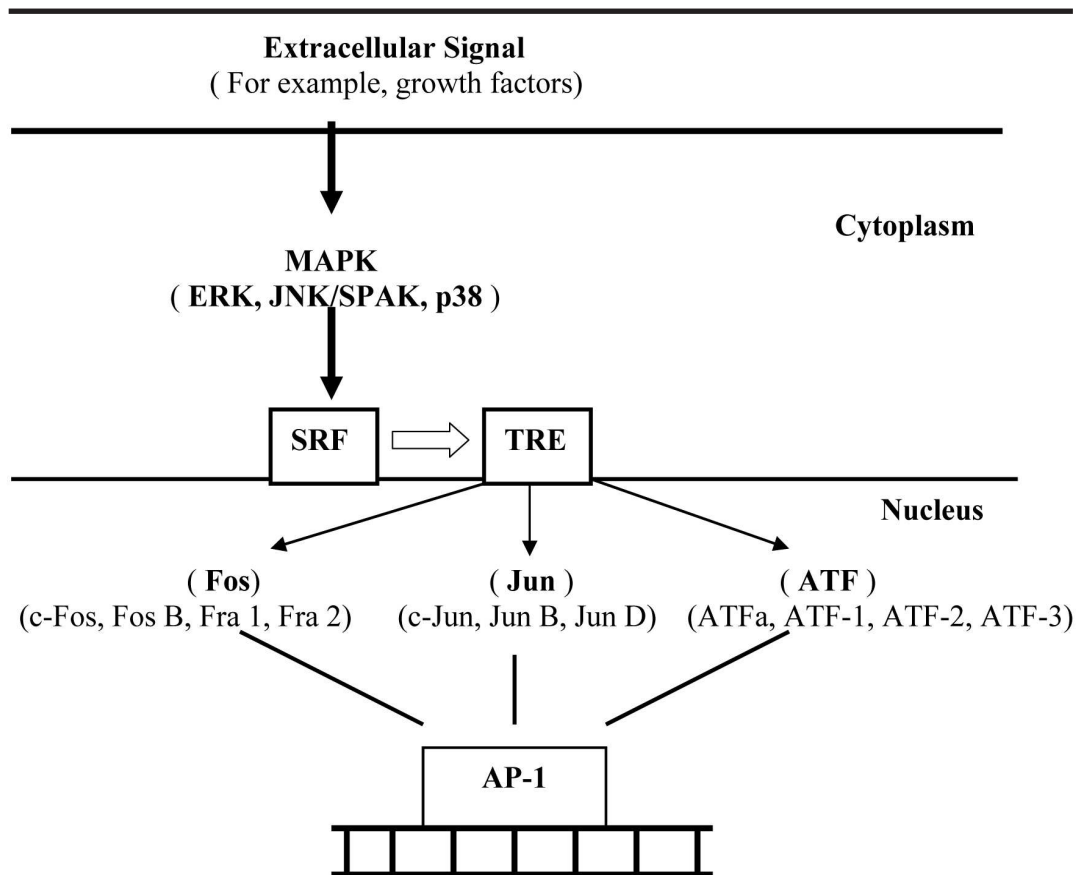 Extracellular Signal
( For example, growth factors)
Cytoplasm
MAPK
( ERK, JNK/SPAK, p38 )
SRF
TRE
Nucleus
( Fos)
(c-Fos, Fos B, Fra 1, Fra 2)
( Jun )
(c-Jun, Jun B, Jun D)
( ATF )
(ATFa, ATF-1, ATF-2, ATF-3)
AP-1